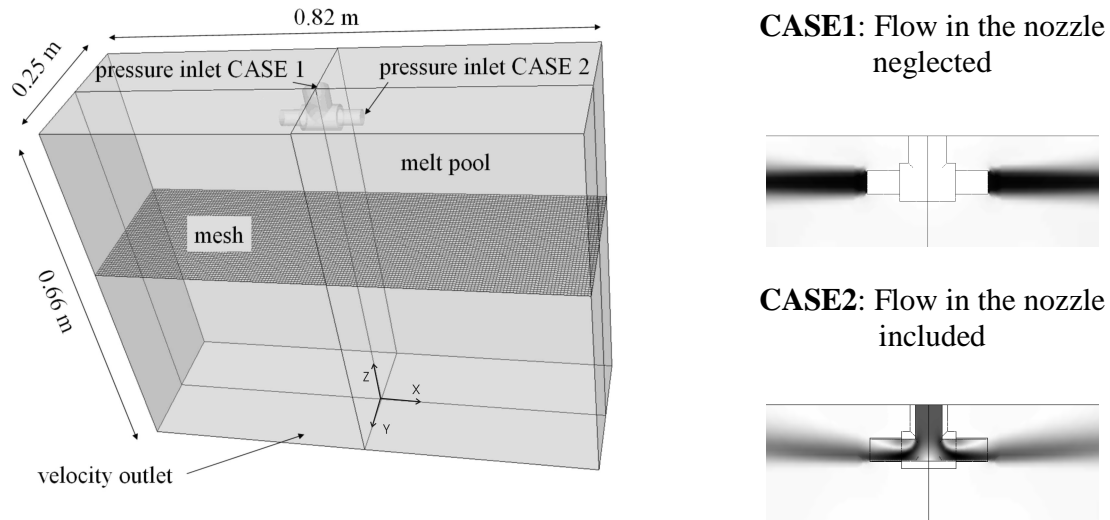 0.82 m
0.25 m
pressure inlet CASE 1
pressure inlet CASE 2
melt pool
mesh
0.66 m
Z
X
Y
velocity outlet
CASE1: Flow in the nozzle
neglected
CASE2: Flow in the nozzle
included